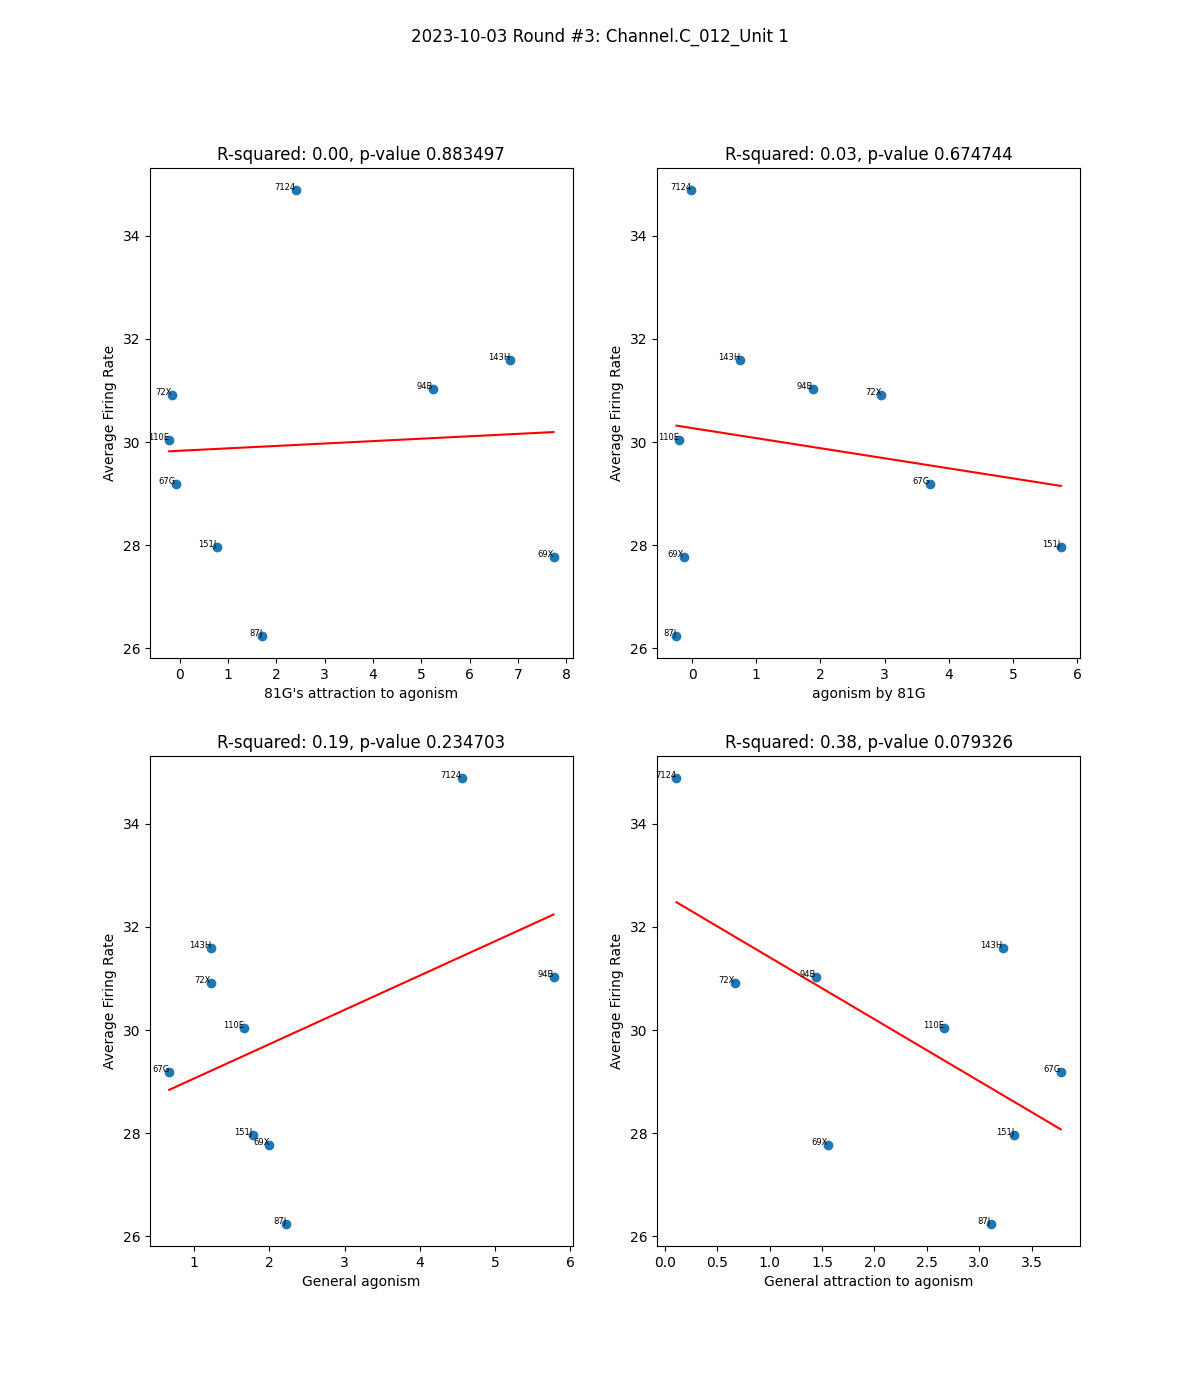 2023-10-03 Round #3: Channel.C_012_Unit 1
R-squared: 0.00, p-value 0.883497
34
32
30
28
26
Average Firing Rate
7124
143H
94B
72X
110E
67G
151J
69X
87J
0 1 2 3 4 5 6 7 8
81G's attraction to agonism
R-squared: 0.03, p-value 0.674744
34
32
30
28
26
Average Firing Rate
7124
143H
94B
72X
110E
67G
69X
151J
87J
0 1 2 3 4 5 6
agonism by 81G
R-squared: 0.19, p-value 0.234703
34
32
30
28
26
Average Firing Rate
7124
143H
94B
72X
110E
67G
151J
69X
87J
1 2 3 4 5 6
General agonism
R-squared: 0.38, p-value 0.079326
34
32
30
28
26
Average Firing Rate
7124
143H
94B
72X
110E
67G
151J
69X
87J
0.0 0.5 1.0 1.5 2.0 2.5 3.0 3.5
General attraction to agonism